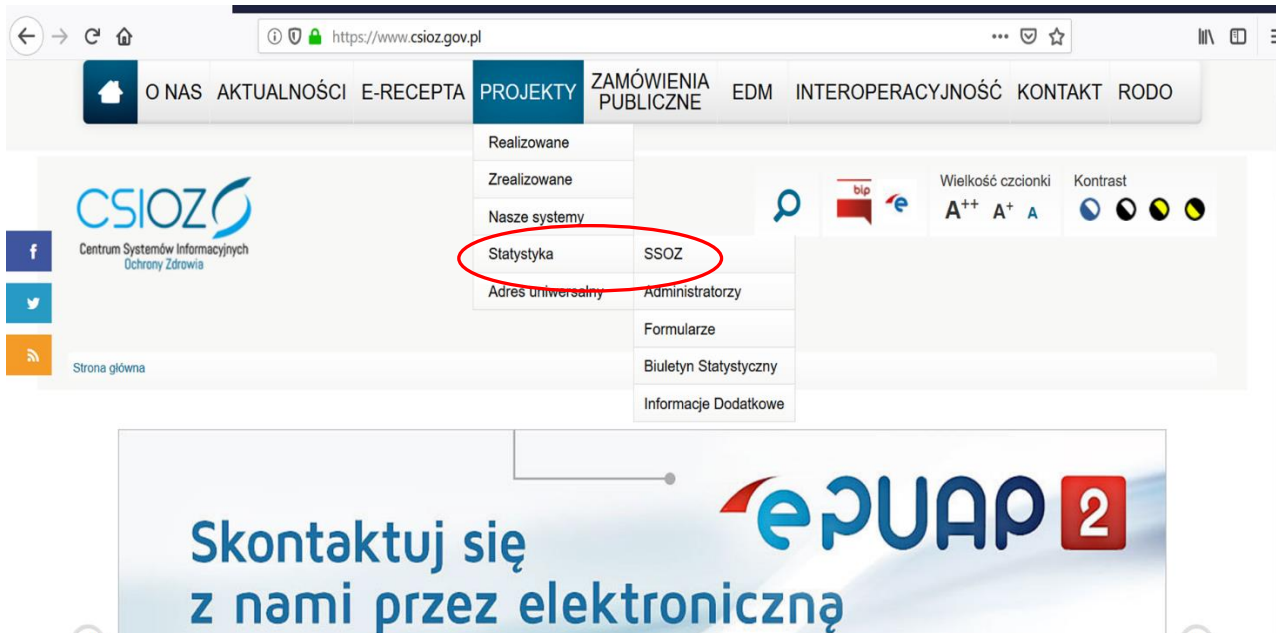 https://www.csioz.gov.pl
O NAS AKTUALNOŚCI E-RECEPTA PROJEKTY ZAMÓWIENIA PUBLICZNE EDM INTEROPERACYJNOŚĆ KONTAKT RODO
Realizowane
Zrealizowane
Nasze systemy
Statystyka
Adres uniwersalny
SSOZ
Administratorzy
Formularze
Biuletyn Statystyczny
Informacje Dodatkowe
CSIOZ
Centrum Systemów Informacyjnych
Ochrony Zdrowia
bip
e
Wielkość czcionki
A++ A+ A
Kontrast
f
Strona główna
ePUAP 2
Skontaktuj się
z nami przez elektroniczną